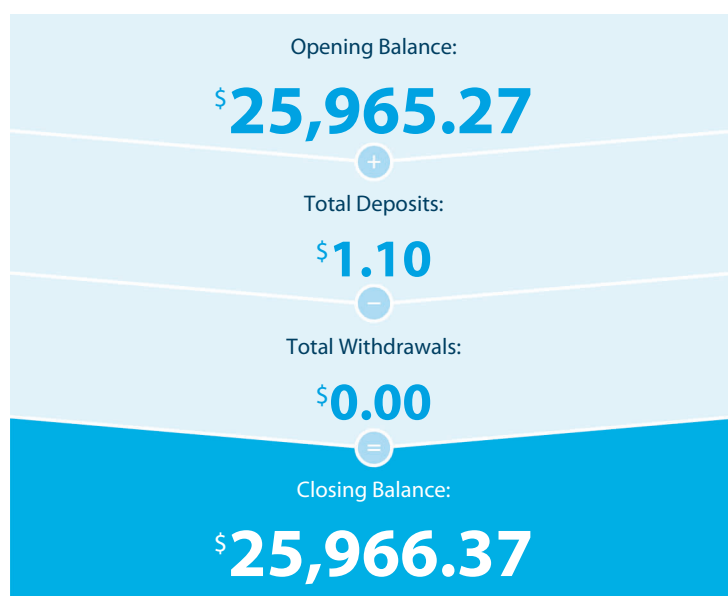 Opening Balance:
$25,965.27
+
Total Deposits:
$1.10
−
Total Withdrawals:
$0.00
=
Closing Balance:
$25,966.37